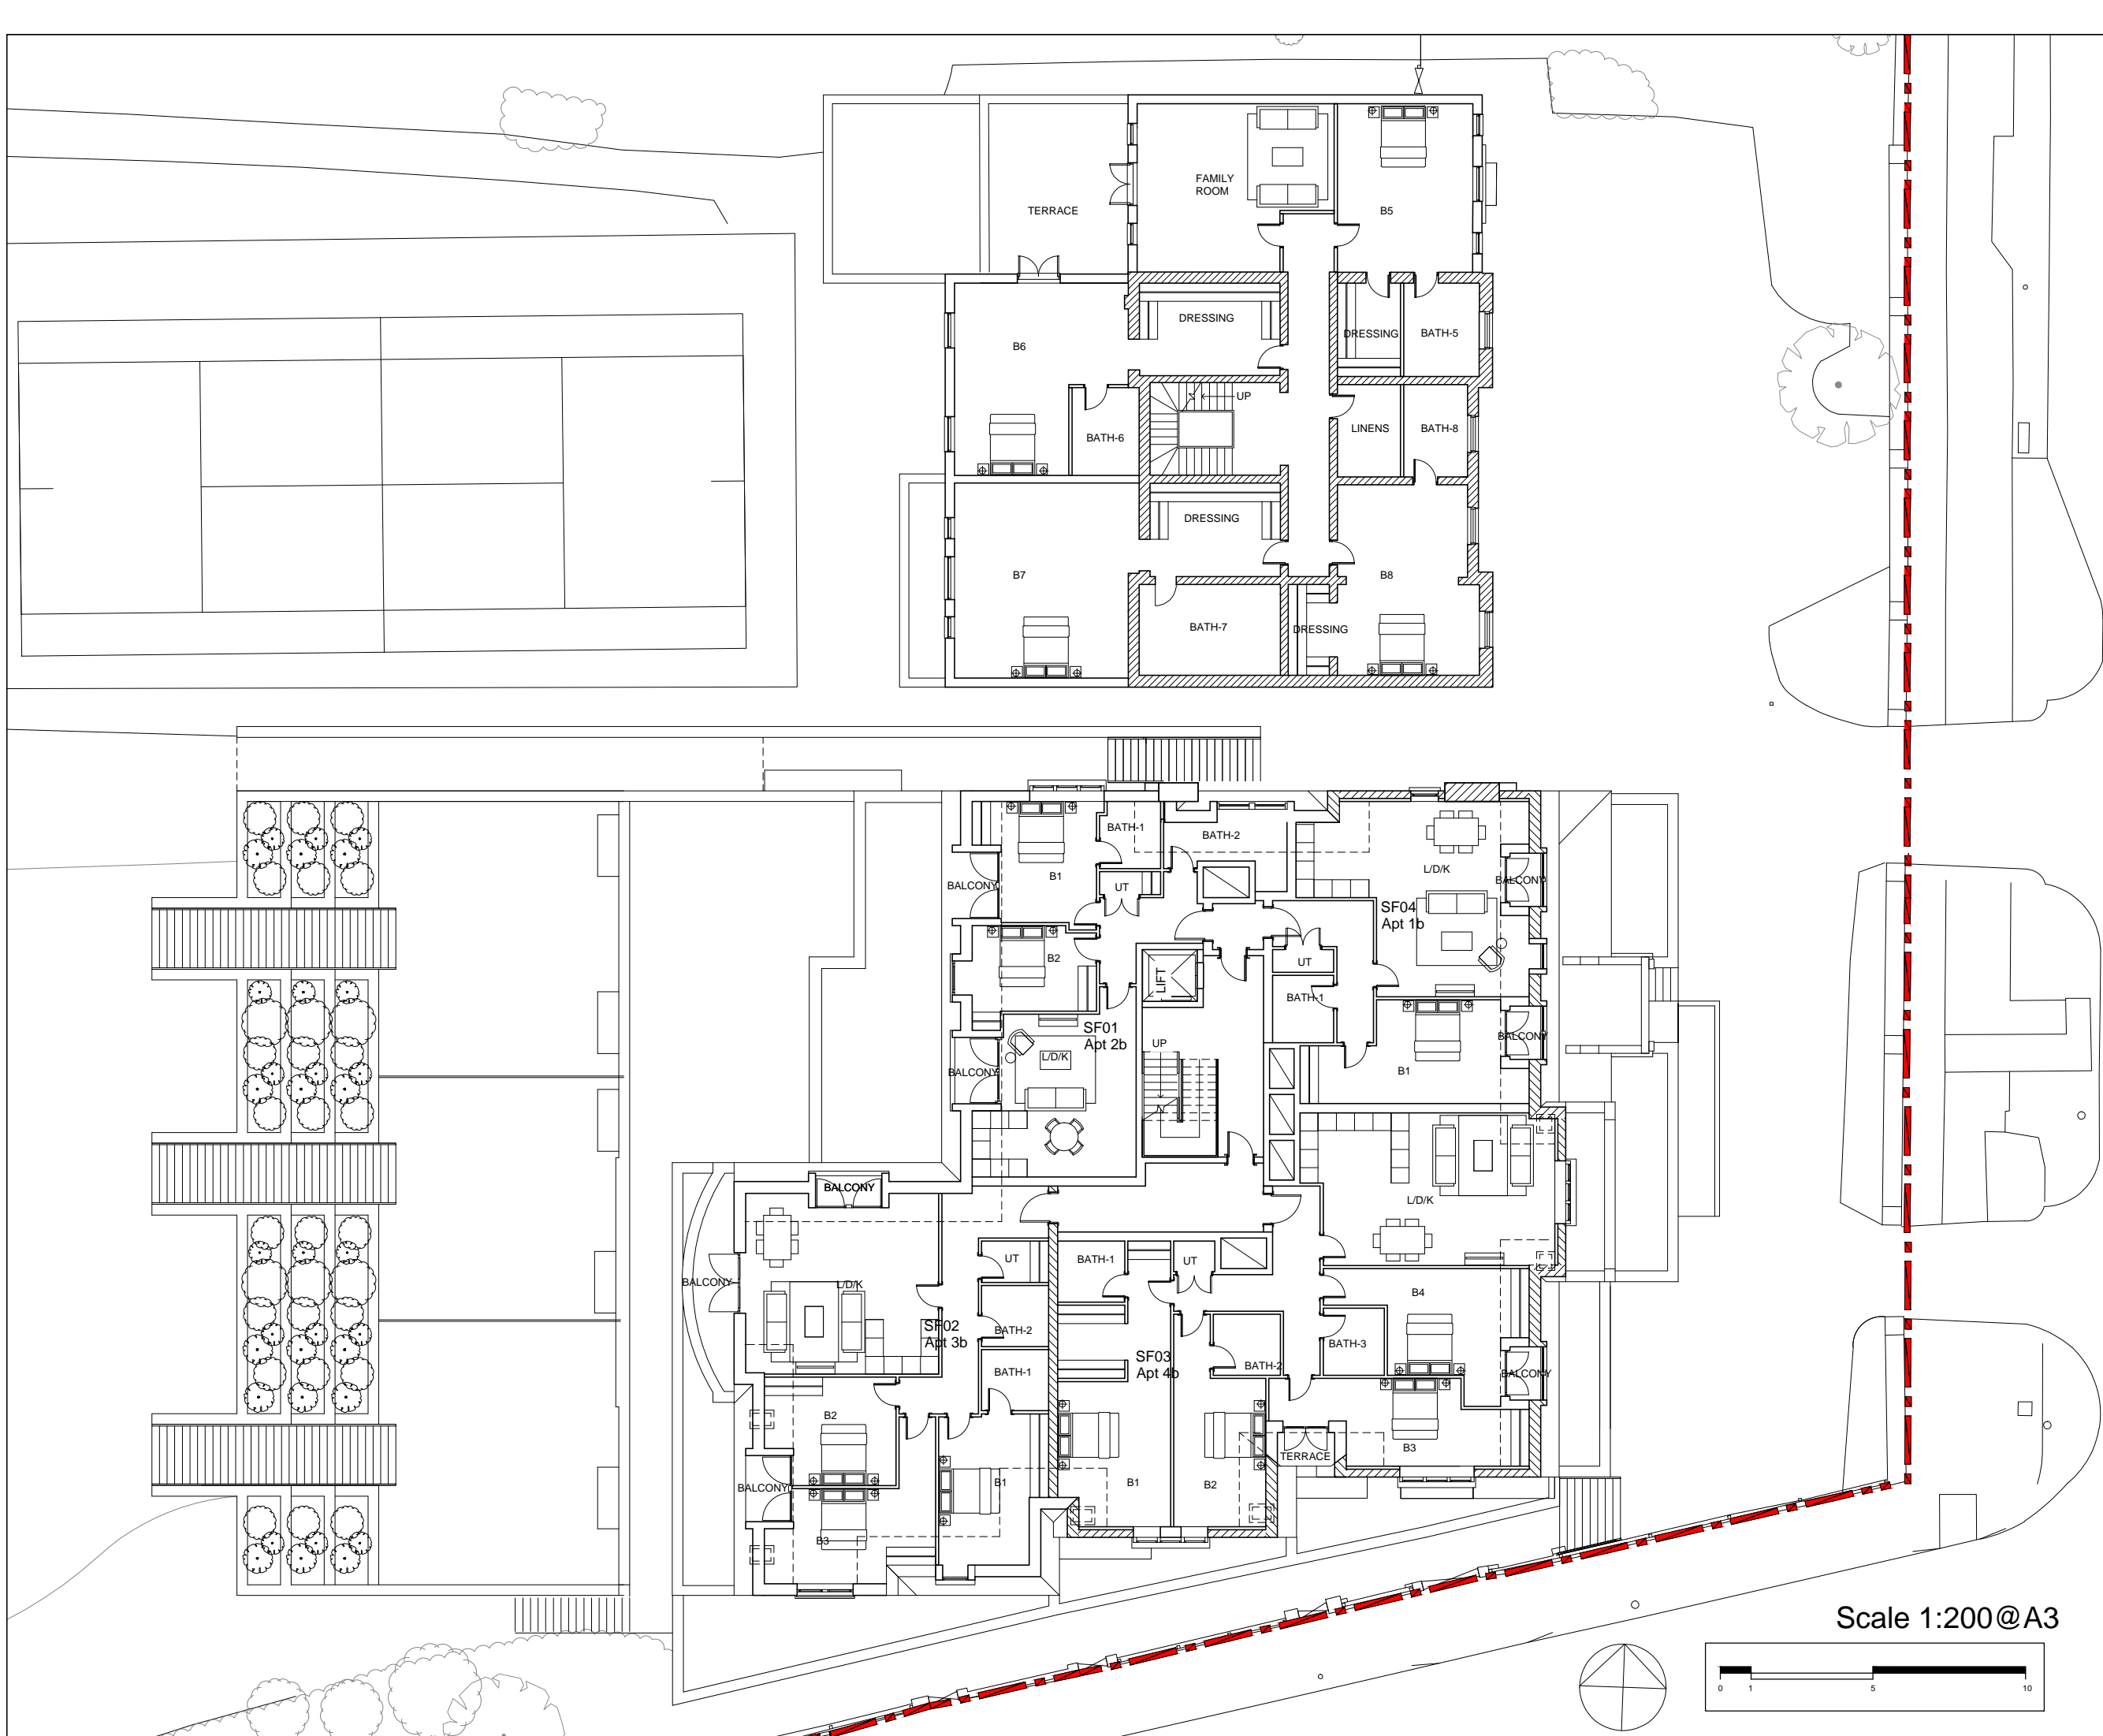 FAMILY
ROOM
TERRACE
B5
DRESSING
DRESSING
BATH-5
B6
UP
BATH-6
LINENS
BATH-8
DRESSING
B7
B8
BATH-7
DRESSING
BATH-1
BATH-2
L/D/K
BALCONY
B1
BALCONY
UT
SF04
Apt 1b
B2
UT
LIFT
BATH-1
SF01
Apt 2b
BALCONY
UP
L/D/K
BALCONY
B1
BALCONY
L/D/K
UT
BATH-1
UT
BALCONY
L/D/K
B4
SF02
Apt 3b
BATH-2
BATH-3
SF03
Apt 4b
BATH-1
BATH-2
BALCONY
B2
B3
TERRACE
BALCONY
B1
B1
B2
B3
Scale 1:200@A3
0 1 5 10